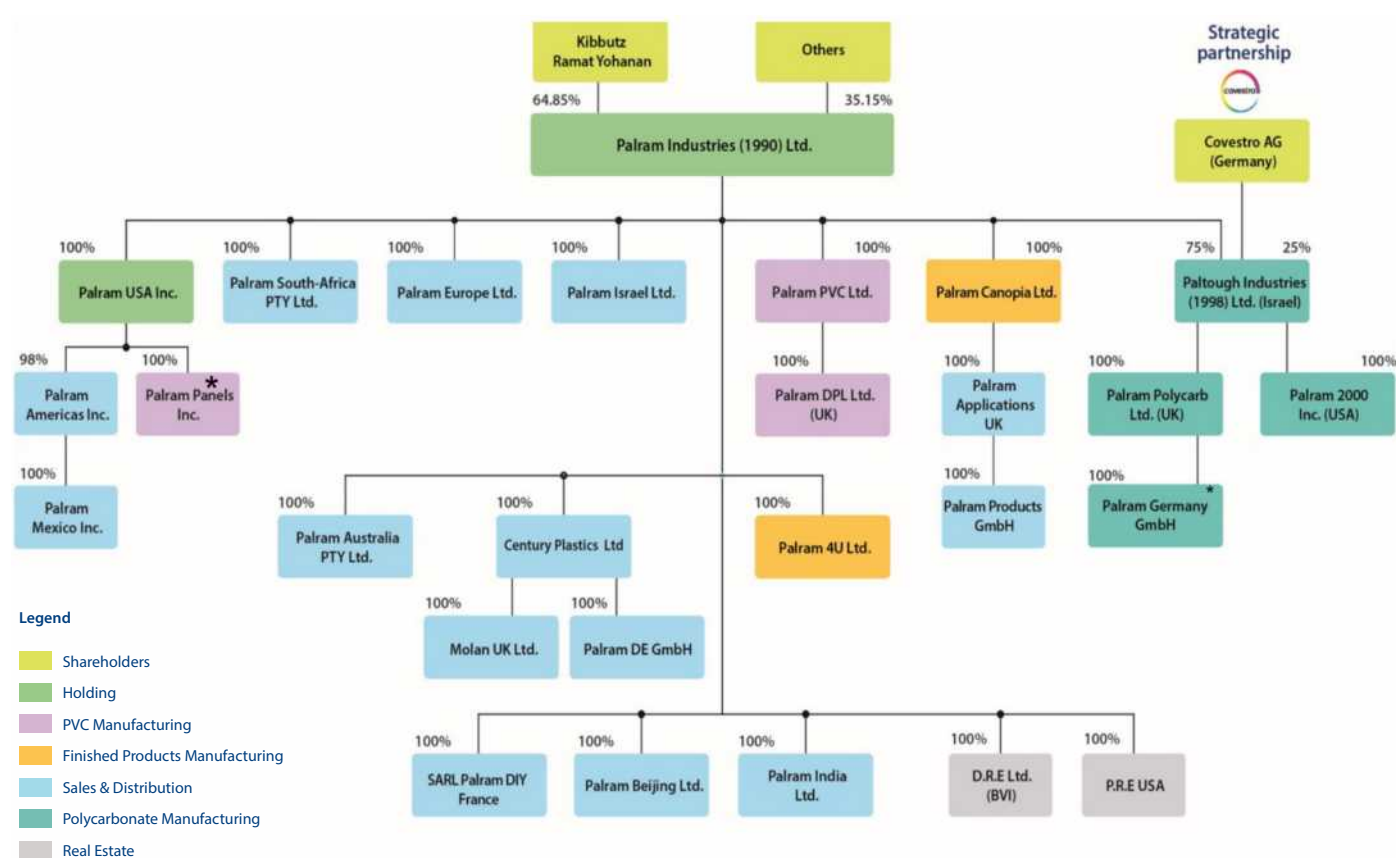 Kibbutz
Ramat Yohanan
Others
Strategic
partnership
covestro
64.85%
35.15%
Palram Industries (1990) Ltd.
Covestro AG
(Germany)
100%
100%
100%
100%
100%
100%
75%
25%
Palram USA Inc.
Palram South-Africa
PTY Ltd.
Palram Europe Ltd.
Palram Israel Ltd.
Palram PVC Ltd.
Palram Canopia Ltd.
Paltough Industries
(1998) Ltd. (Israel)
98%
100%
100%
100%
100%
100%
Palram
Americas Inc.
*
Palram Panels
Inc.
Palram DPL Ltd.
(UK)
Palram
Applications
UK
Palram Polycarb
Ltd. (UK)
Palram 2000
Inc. (USA)
100%
100%
100%
Palram
Mexico Inc.
Palram Products
GmbH
*
Palram Germany
GmbH
100%
100%
100%
Palram Australia
PTY Ltd.
Century Plastics Ltd
Palram 4U Ltd.
100%
100%
Molan UK Ltd.
Palram DE GmbH
100%
100%
100%
100%
100%
SARL Palram DIY
France
Palram Beijing Ltd.
Palram India
Ltd.
D.R.E Ltd.
(BVI)
P.R.E USA
Legend
Shareholders
Holding
PVC Manufacturing
Finished Products Manufacturing
Sales & Distribution
Polycarbonate Manufacturing
Real Estate